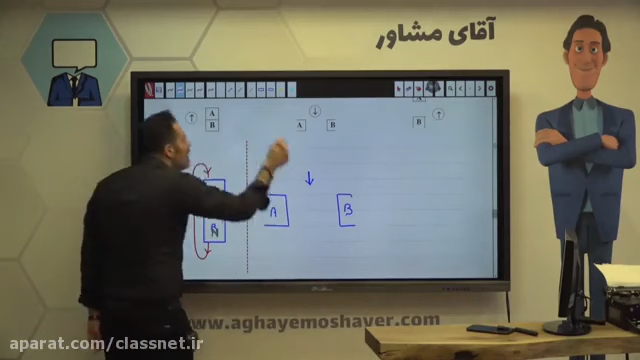 آقای مشاور
↑ A ↓ ↑
B A B B
↓
A B
B
N
www.aghayemoshaver.com
aparat.com/classnet.ir